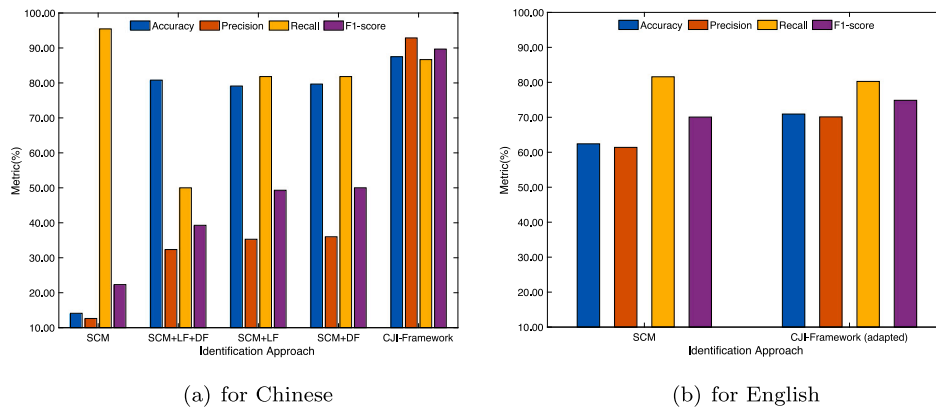 Accuracy Precision Recall F1-score
100.00
90.00
80.00
70.00
60.00
50.00
40.00
30.00
20.00
10.00
Metric(%)
SCM SCM+LF+DF SCM+LF SCM+DF CJI-Framework
Identification Approach
(a) for Chinese
Accuracy Precision Recall F1-score
100.00
90.00
80.00
70.00
60.00
50.00
40.00
30.00
20.00
10.00
Metric(%)
SCM CJI-Framework (adapted)
Identification Approach
(b) for English